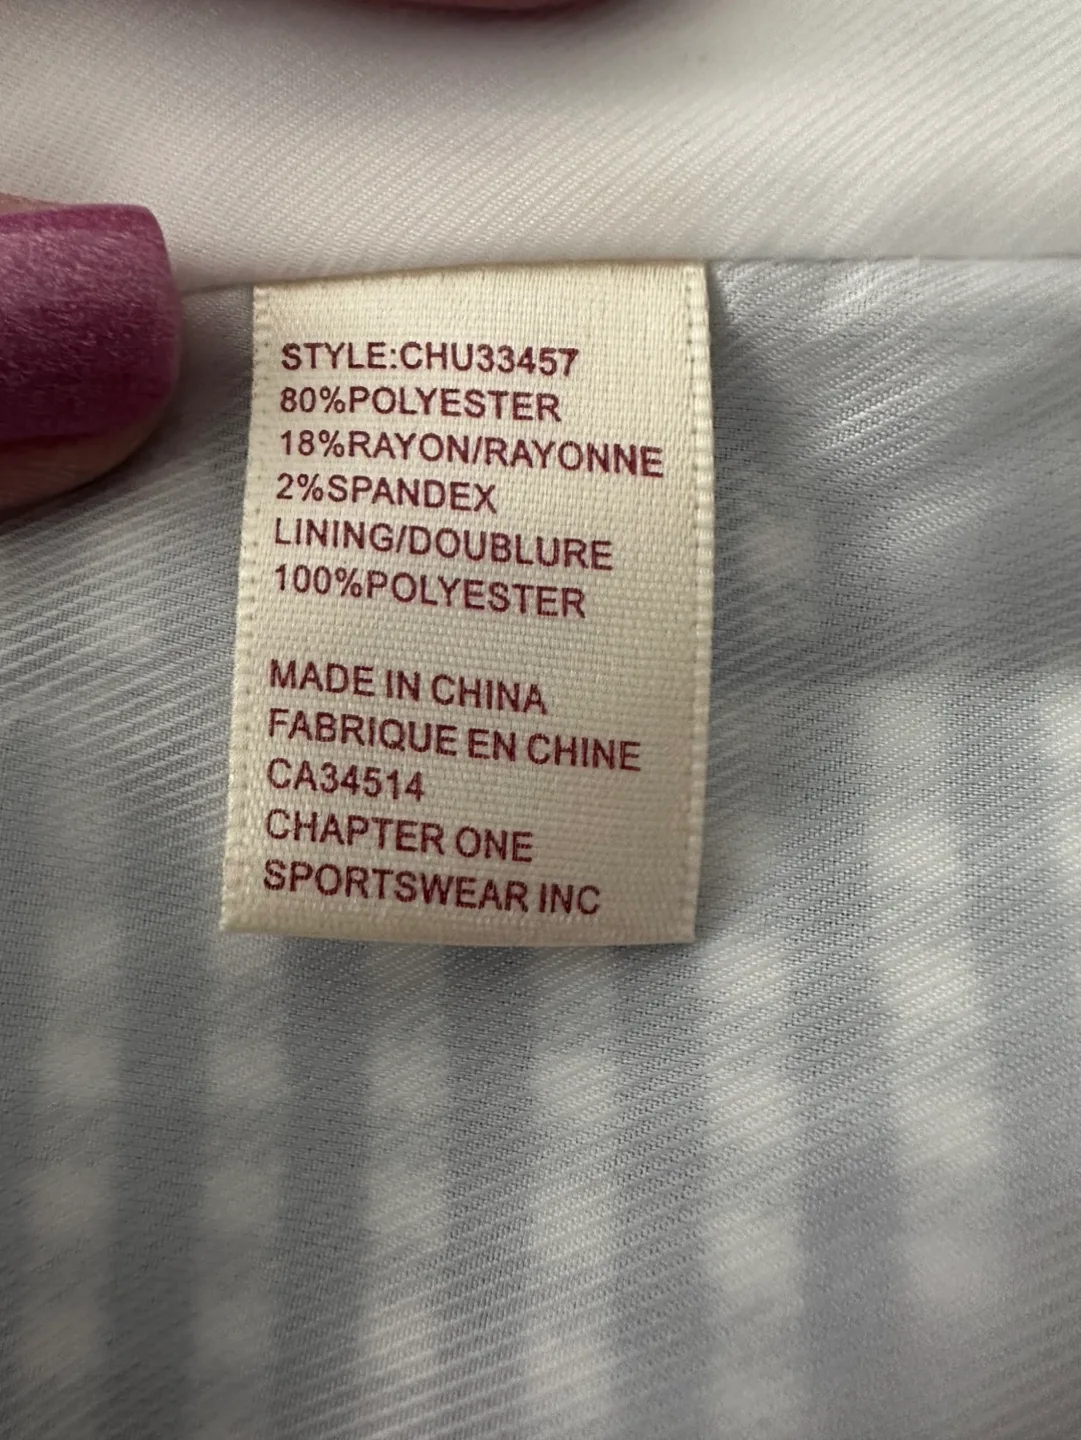 STYLE:CHU33457
80%POLYESTER
18%RAYON/RAYONNE
2%SPANDEX
LINING/DOUBLURE
100%POLYESTER
MADE IN CHINA
FABRIQUE EN CHINE
CA34514
CHAPTER ONE
SPORTSWEAR INC